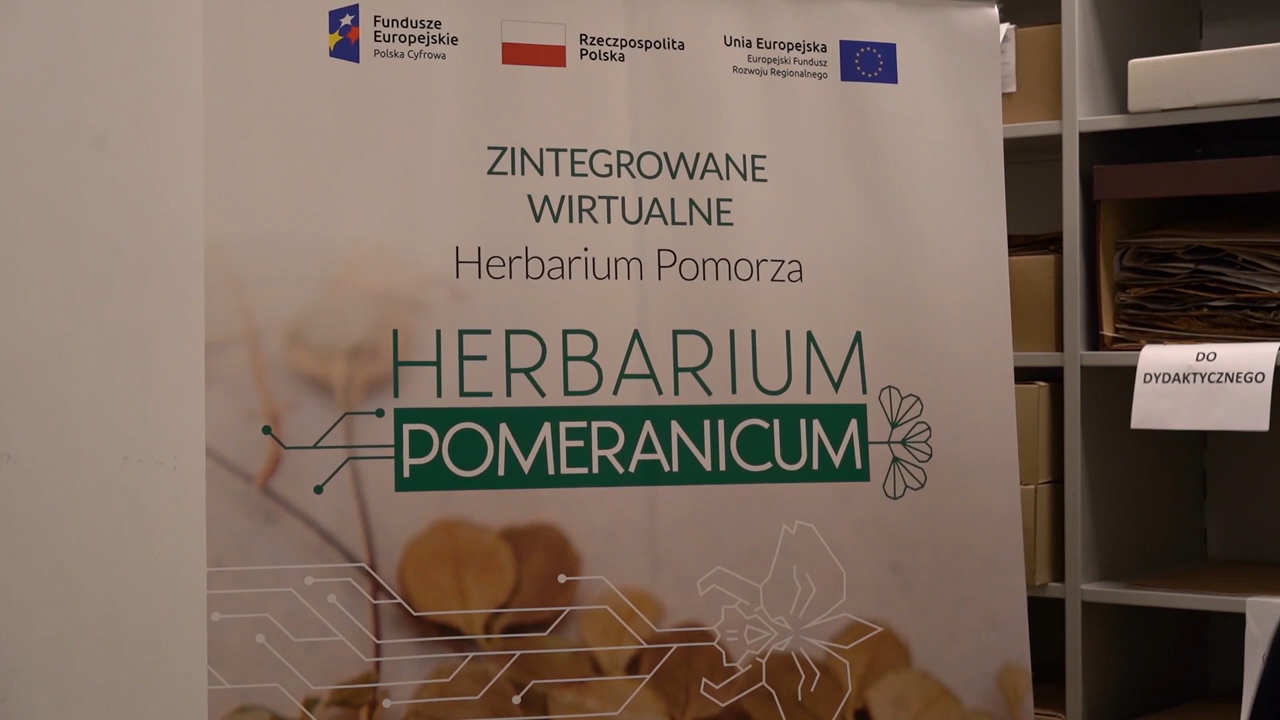 Fundusze
Europejskie
Polska Cyfrowa
Rzeczpospolita
Polska
Unia Europejska
Europejski Fundusz
Rozwoju Regionalnego
ZINTEGROWANE
WIRTUALNE
Herbarium Pomorza
HERBARIUM
POMERANICUM
DO
DYDAKTYCZNEGO